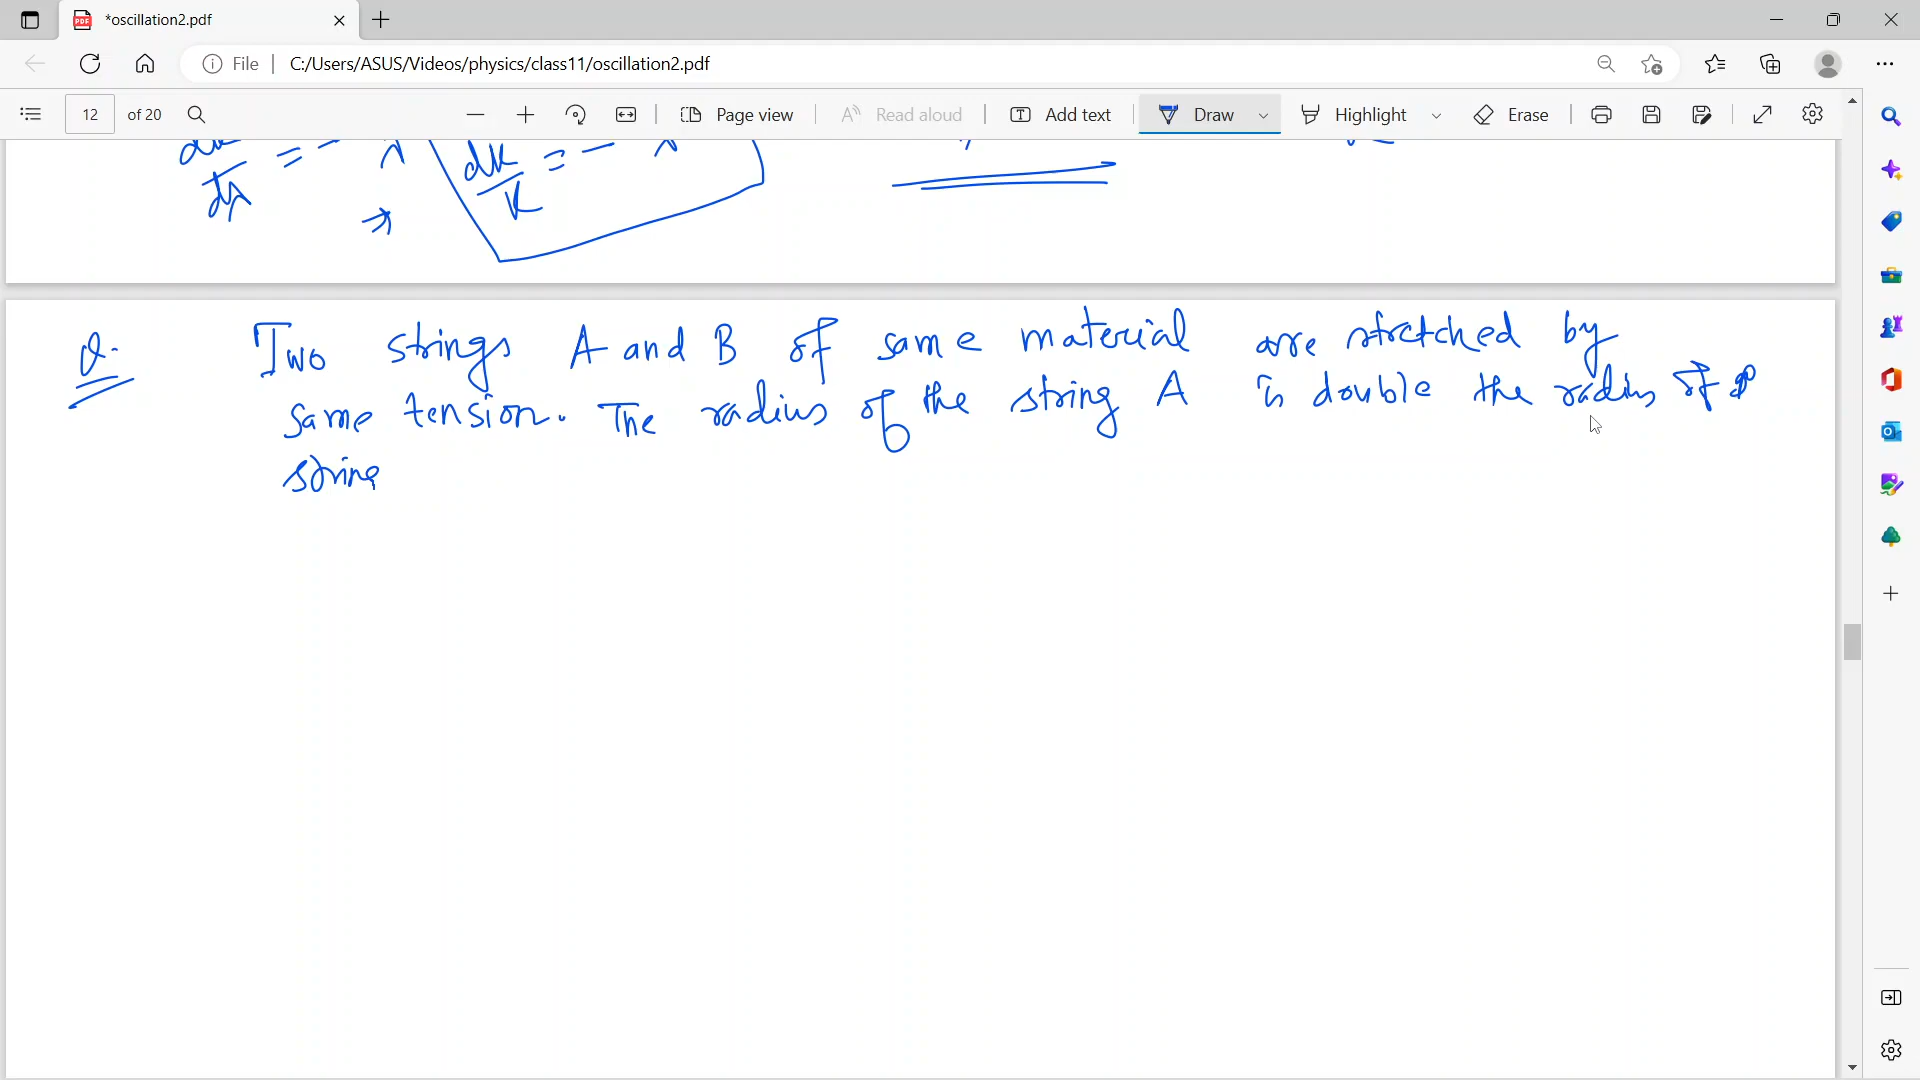 *oscillation2.pdf
File C:/Users/ASUS/Videos/physics/class11/oscillation2.pdf
12 of 20 Page view Read aloud Add text Draw Highlight Erase
= -
dA
dK/K = -
Q. Two strings A and B of same material are stretched by
same tension. The radius of the string A is double the radius of
string